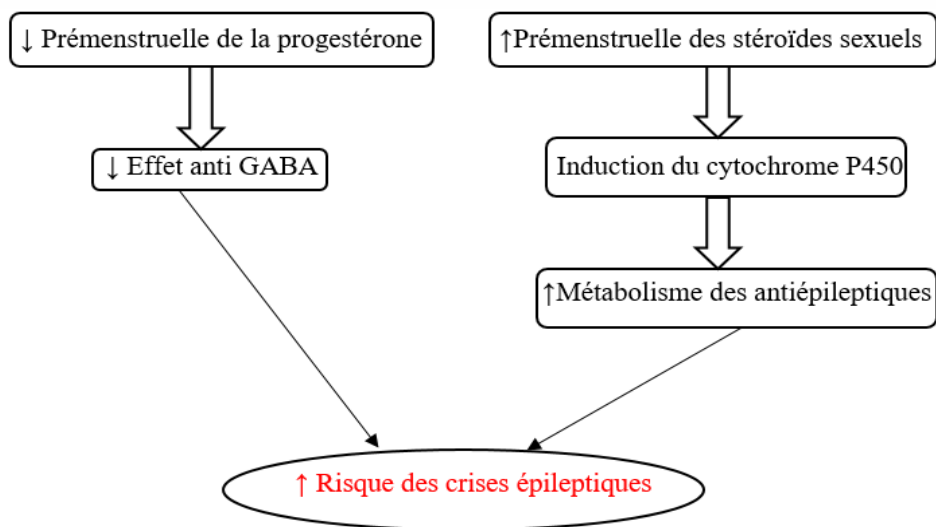 ↓ Prémenstruelle de la progestérone
↑Prémenstruelle des stéroïdes sexuels
↓ Effet anti GABA
Induction du cytochrome P450
↑Métabolisme des antiépileptiques
↑ Risque des crises épileptiques